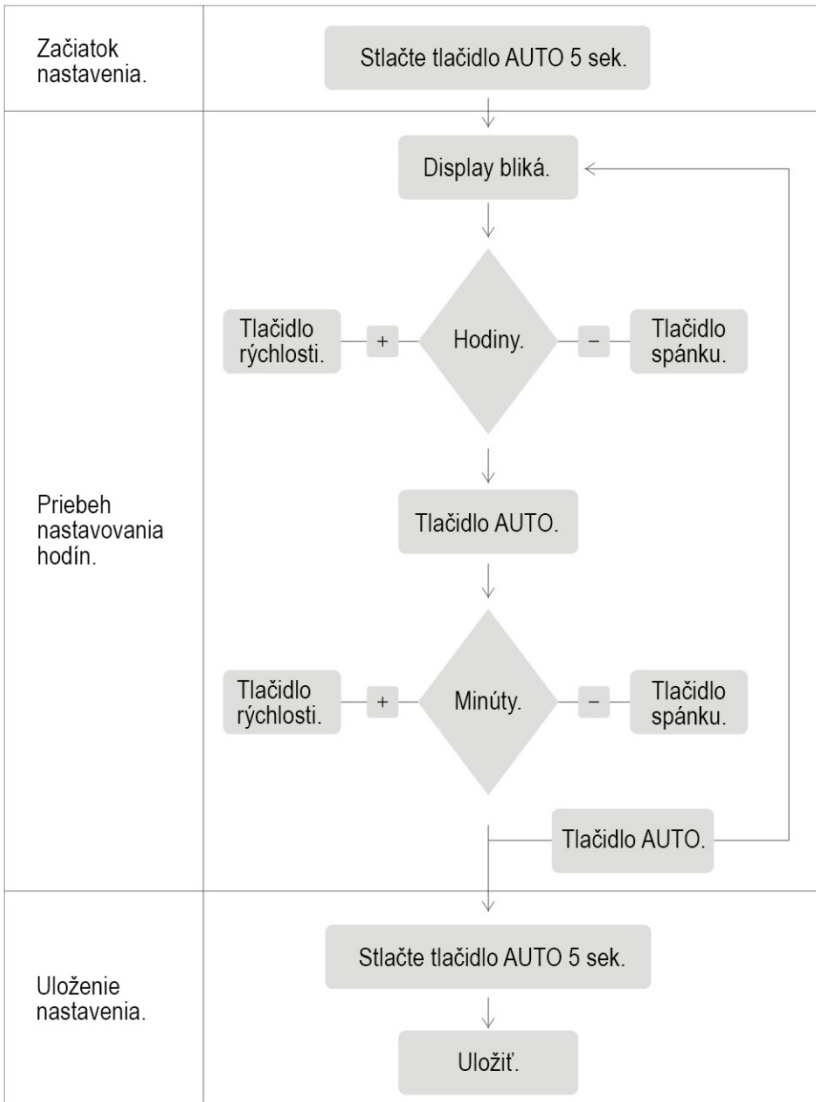 Začiatok
nastavenia.
Stlačte tlačidlo AUTO 5 sek.
Priebeh
nastavovania
hodín.
Display bliká.
Tlačidlo
rýchlosti.
+
Hodiny.
–
Tlačidlo
spánku.
Tlačidlo AUTO.
Tlačidlo
rýchlosti.
+
Minúty.
–
Tlačidlo
spánku.
Tlačidlo AUTO.
Uloženie
nastavenia.
Stlačte tlačidlo AUTO 5 sek.
Uložiť.